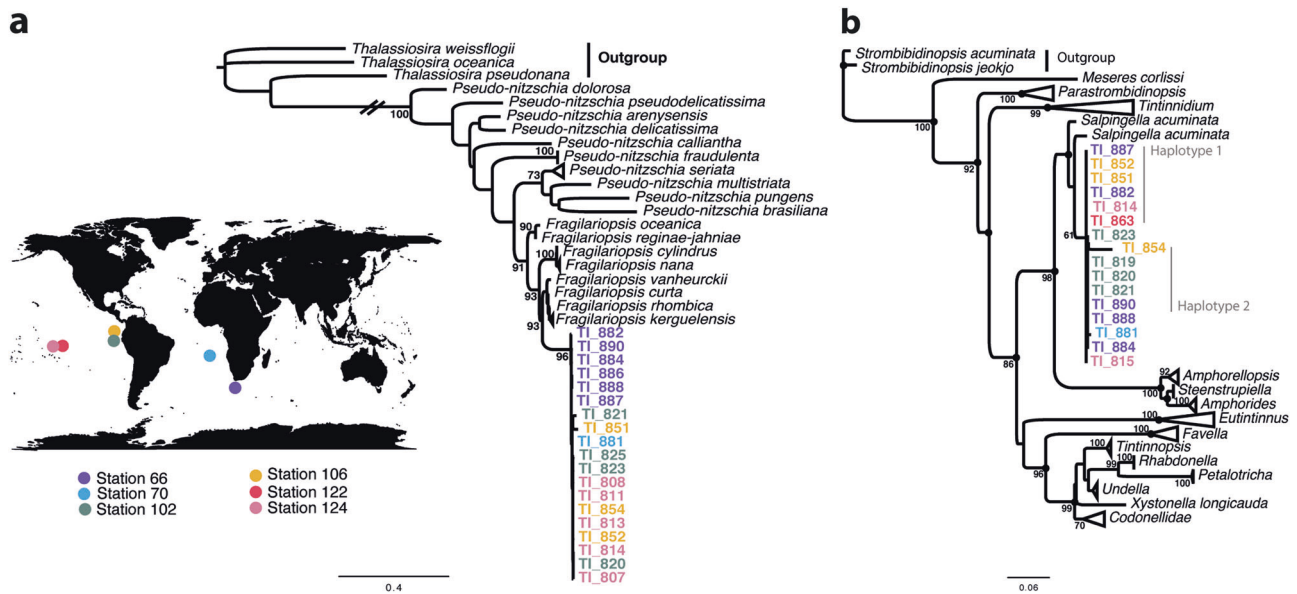 a
Thalassiosira weissflogii
Thalassiosira oceanica
Thalassiosira pseudonana
Outgroup
Pseudo-nitzschia dolorosa
100
Pseudo-nitzschia pseudodelicatissima
Pseudo-nitzschia arenysensis
Pseudo-nitzschia delicatissima
Pseudo-nitzschia calliantha
100
Pseudo-nitzschia fraudulenta
Pseudo-nitzschia seriata
73
Pseudo-nitzschia multistriata
Pseudo-nitzschia pungens
Pseudo-nitzschia brasiliana
Fragilariopsis oceanica
90
Fragilariopsis reginae-jahniae
Fragilariopsis cylindrus
100
91
Fragilariopsis nana
Fragilariopsis vanheurckii
Fragilariopsis curta
93
Fragilariopsis rhombica
Fragilariopsis kerguelensis
93
96
TI_882
TI_890
TI_884
TI_886
TI_888
TI_887
TI_821
TI_851
TI_881
TI_825
TI_823
TI_808
TI_811
TI_854
TI_813
TI_852
TI_814
TI_820
TI_807
0.4
Station 66
Station 70
Station 102
Station 106
Station 122
Station 124
b
Strombibidinopsis acuminata
Strombibidinopsis jeokjo
Outgroup
Meseres corlissi
100
Parastrombidinopsis
100
Tintinnidium
99
92
Salpingella acuminata
Salpingella acuminata
TI_887
Haplotype 1
TI_852
TI_851
TI_882
TI_814
TI_863
TI_823
61
TI_854
TI_819
TI_820
98
TI_821
TI_890
Haplotype 2
TI_888
TI_881
TI_884
TI_815
86
92
Amphorellopsis
Steenstrupiella
100
100
Amphorides
100
Eutintinnus
100
Favella
100
Tintinnopsis
100
Rhabdonella
99
96
100
Petalotricha
Undella
99
Xystonella longicauda
70
Codonellidae
0.06